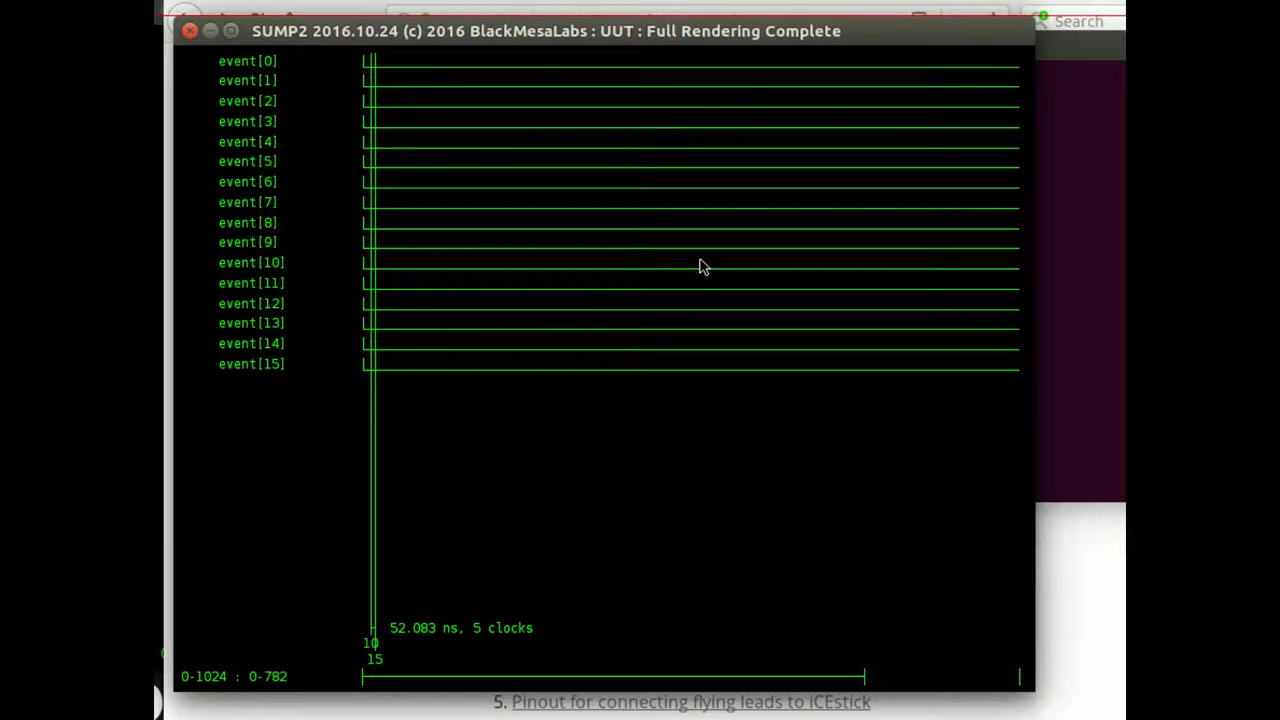 SUMP2 2016.10.24 (c) 2016 BlackMesaLabs : UUT : Full Rendering Complete
Search
event[0]
event[1]
event[2]
event[3]
event[4]
event[5]
event[6]
event[7]
event[8]
event[9]
event[10]
event[11]
event[12]
event[13]
event[14]
event[15]
52.083 ns, 5 clocks
10
15
0-1024 : 0-782
5. Pinout for connecting flying leads to iCEstick